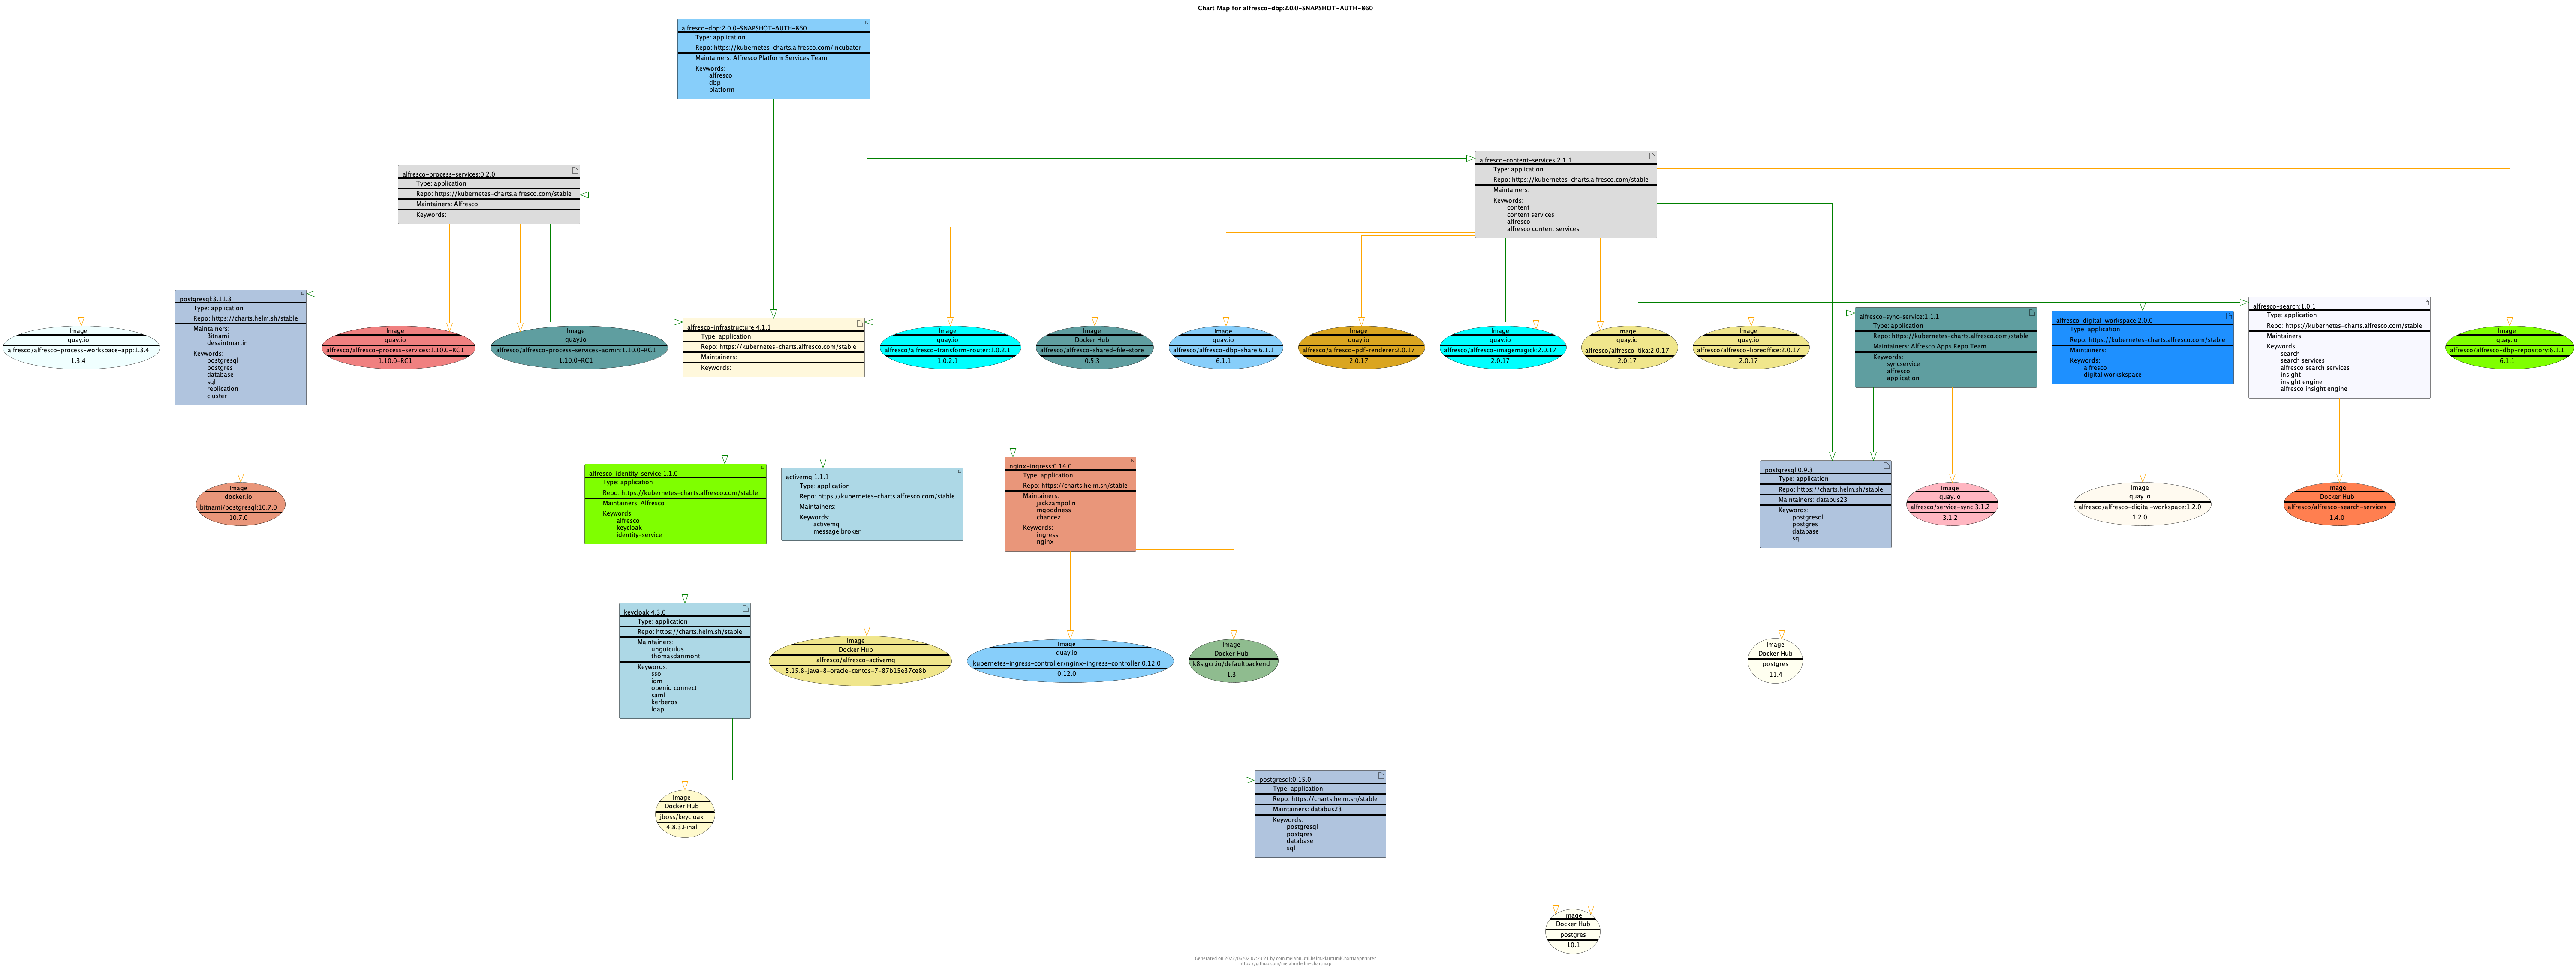 Chart Map for alfresco-dbp:2.0.0-SNAPSHOT-AUTH-860
alfresco-dbp:2.0.0-SNAPSHOT-AUTH-860
Type: application
Repo: https://kubernetes-charts.alfresco.com/incubator
Maintainers: Alfresco Platform Services Team
Keywords:
alfresco
dbp
platform
alfresco-process-services:0.2.0
Type: application
Repo: https://kubernetes-charts.alfresco.com/stable
Maintainers: Alfresco
Keywords:
alfresco-content-services:2.1.1
Type: application
Repo: https://kubernetes-charts.alfresco.com/stable
Maintainers:
Keywords:
content
content services
alfresco
alfresco content services
Image
quay.io
alfresco/alfresco-process-workspace-app:1.3.4
1.3.4
postgresql:3.11.3
Type: application
Repo: https://charts.helm.sh/stable
Maintainers:
Bitnami
desaintmartin
Keywords:
postgresql
postgres
database
sql
replication
cluster
Image
quay.io
alfresco/alfresco-process-services:1.10.0-RC1
1.10.0-RC1
Image
quay.io
alfresco/alfresco-process-services-admin:1.10.0-RC1
1.10.0-RC1
alfresco-infrastructure:4.1.1
Type: application
Repo: https://kubernetes-charts.alfresco.com/stable
Maintainers:
Keywords:
Image
quay.io
alfresco/alfresco-transform-router:1.0.2.1
1.0.2.1
Image
Docker Hub
alfresco/alfresco-shared-file-store
0.5.3
Image
quay.io
alfresco/alfresco-dbp-share:6.1.1
6.1.1
Image
quay.io
alfresco/alfresco-pdf-renderer:2.0.17
2.0.17
Image
quay.io
alfresco/alfresco-imagemagick:2.0.17
2.0.17
Image
quay.io
alfresco/alfresco-tika:2.0.17
2.0.17
Image
quay.io
alfresco/alfresco-libreoffice:2.0.17
2.0.17
alfresco-sync-service:1.1.1
Type: application
Repo: https://kubernetes-charts.alfresco.com/stable
Maintainers: Alfresco Apps Repo Team
Keywords:
syncservice
alfresco
application
alfresco-digital-workspace:2.0.0
Type: application
Repo: https://kubernetes-charts.alfresco.com/stable
Maintainers:
Keywords:
alfresco
digital workskspace
alfresco-search:1.0.1
Type: application
Repo: https://kubernetes-charts.alfresco.com/stable
Maintainers:
Keywords:
search
search services
alfresco search services
insight
insight engine
alfresco insight engine
Image
quay.io
alfresco/alfresco-dbp-repository:6.1.1
6.1.1
Image
docker.io
bitnami/postgresql:10.7.0
10.7.0
alfresco-identity-service:1.1.0
Type: application
Repo: https://kubernetes-charts.alfresco.com/stable
Maintainers: Alfresco
Keywords:
alfresco
keycloak
identity-service
activemq:1.1.1
Type: application
Repo: https://kubernetes-charts.alfresco.com/stable
Maintainers:
Keywords:
activemq
message broker
nginx-ingress:0.14.0
Type: application
Repo: https://charts.helm.sh/stable
Maintainers:
jackzampolin
mgoodness
chancez
Keywords:
ingress
nginx
postgresql:0.9.3
Type: application
Repo: https://charts.helm.sh/stable
Maintainers: databus23
Keywords:
postgresql
postgres
database
sql
Image
quay.io
alfresco/service-sync:3.1.2
3.1.2
Image
quay.io
alfresco/alfresco-digital-workspace:1.2.0
1.2.0
Image
Docker Hub
alfresco/alfresco-search-services
1.4.0
keycloak:4.3.0
Type: application
Repo: https://charts.helm.sh/stable
Maintainers:
unguiculus
thomasdarimont
Keywords:
sso
idm
openid connect
saml
kerberos
ldap
Image
Docker Hub
alfresco/alfresco-activemq
5.15.8-java-8-oracle-centos-7-87b15e37ce8b
Image
quay.io
kubernetes-ingress-controller/nginx-ingress-controller:0.12.0
0.12.0
Image
Docker Hub
k8s.gcr.io/defaultbackend
1.3
Image
Docker Hub
postgres
11.4
Image
Docker Hub
jboss/keycloak
4.8.3.Final
postgresql:0.15.0
Type: application
Repo: https://charts.helm.sh/stable
Maintainers: databus23
Keywords:
postgresql
postgres
database
sql
Image
Docker Hub
postgres
10.1
Generated on 2022/06/02 07:23:21 by com.melahn.util.helm.PlantUmlChartMapPrinter
https://github.com/melahn/helm-chartmap